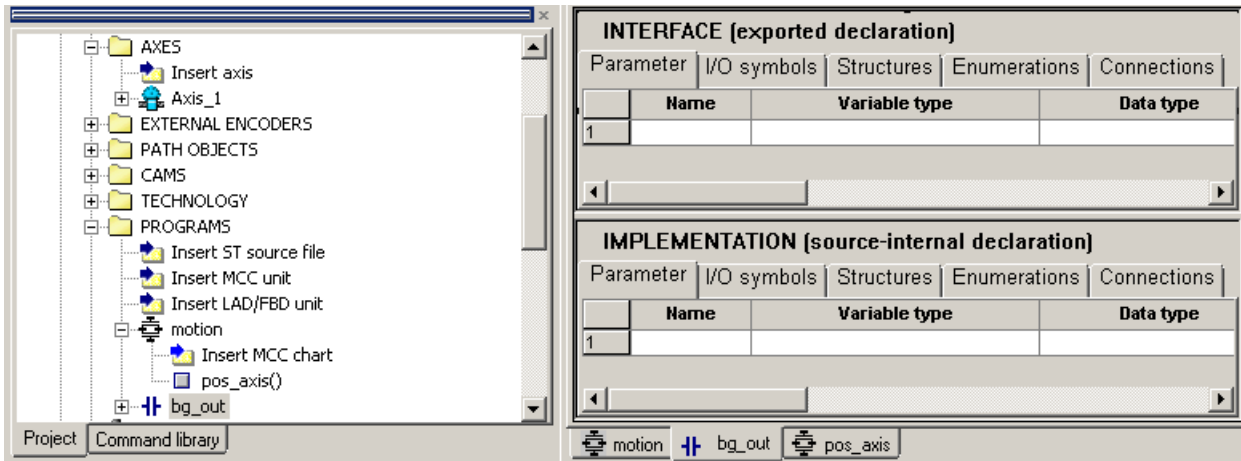 AXES
Insert axis
Axis_1
EXTERNAL ENCODERS
PATH OBJECTS
CAMS
TECHNOLOGY
PROGRAMS
Insert ST source file
Insert MCC unit
Insert LAD/FBD unit
motion
Insert MCC chart
pos_axis()
bg_out
Project Command library
INTERFACE (exported declaration)
Parameter I/O symbols Structures Enumerations Connections
Name Variable type Data type
1
IMPLEMENTATION (source-internal declaration)
Parameter I/O symbols Structures Enumerations Connections
Name Variable type Data type
1
motion bg_out pos_axis